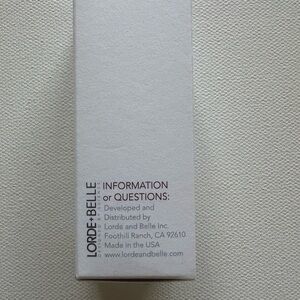 LORDE+BELLE
INFORMATION
or QUESTIONS:
Developed and
Distributed by
Lorde and Belle Inc.
Foothill Ranch, CA 92610
Made in the USA
www.lordeandbelle.com